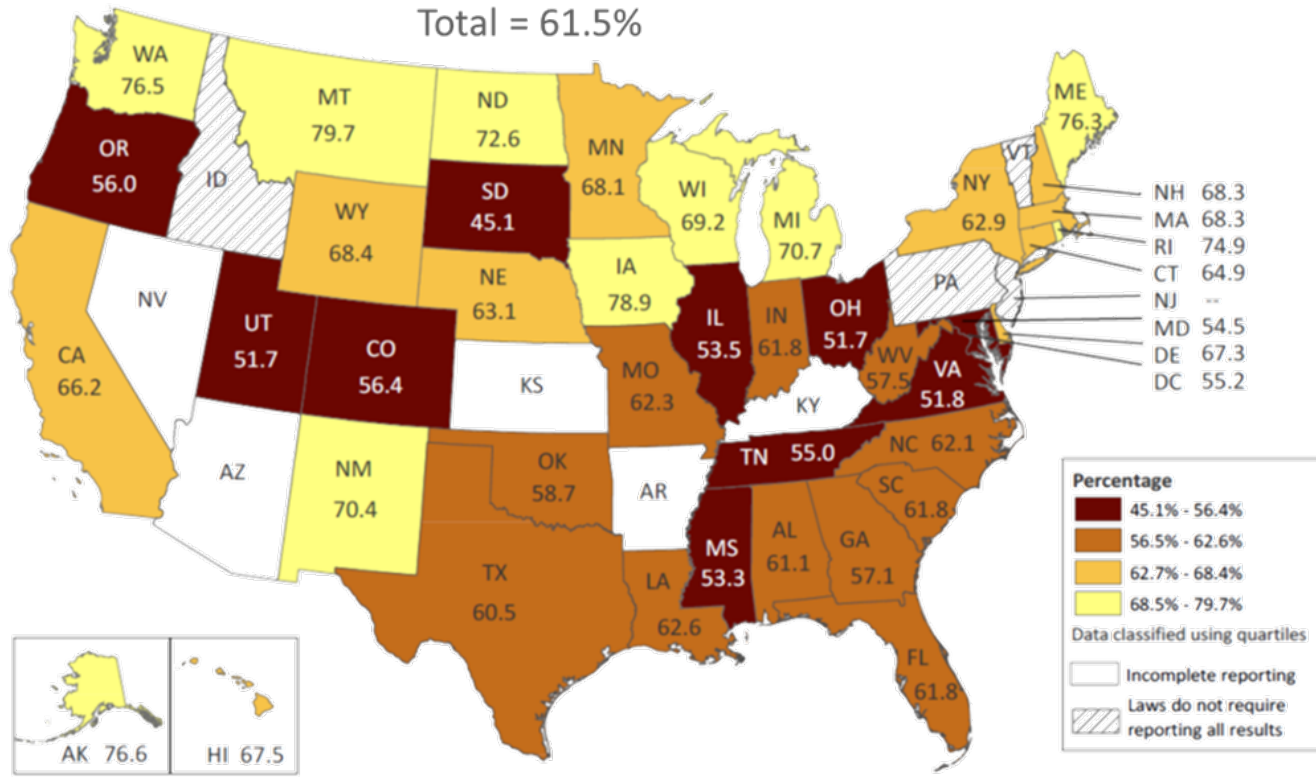 Total = 61.5%
WA
76.5
MT
79.7
ND
72.6
MN
68.1
ME
76.3
OR
56.0
ID
SD
45.1
WI
69.2
MI
70.7
VT
NY
62.9
NH 68.3
MA 68.3
RI 74.9
CT 64.9
NJ --
MD 54.5
DE 67.3
DC 55.2
WY
68.4
NE
63.1
IA
78.9
PA
NV
UT
51.7
CO
56.4
CA
66.2
KS
MO
62.3
IL
53.5
IN
61.8
OH
51.7
WV
57.5
VA
51.8
KY
AZ
NM
70.4
OK
58.7
AR
TN 55.0
NC 62.1
SC
61.8
MS
53.3
AL
61.1
GA
57.1
TX
60.5
LA
62.6
FL
61.8
AK 76.6
HI 67.5
Percentage
45.1% - 56.4%
56.5% - 62.6%
62.7% - 68.4%
68.5% - 79.7%
Data classified using quartiles
Incomplete reporting
Laws do not require
reporting all results